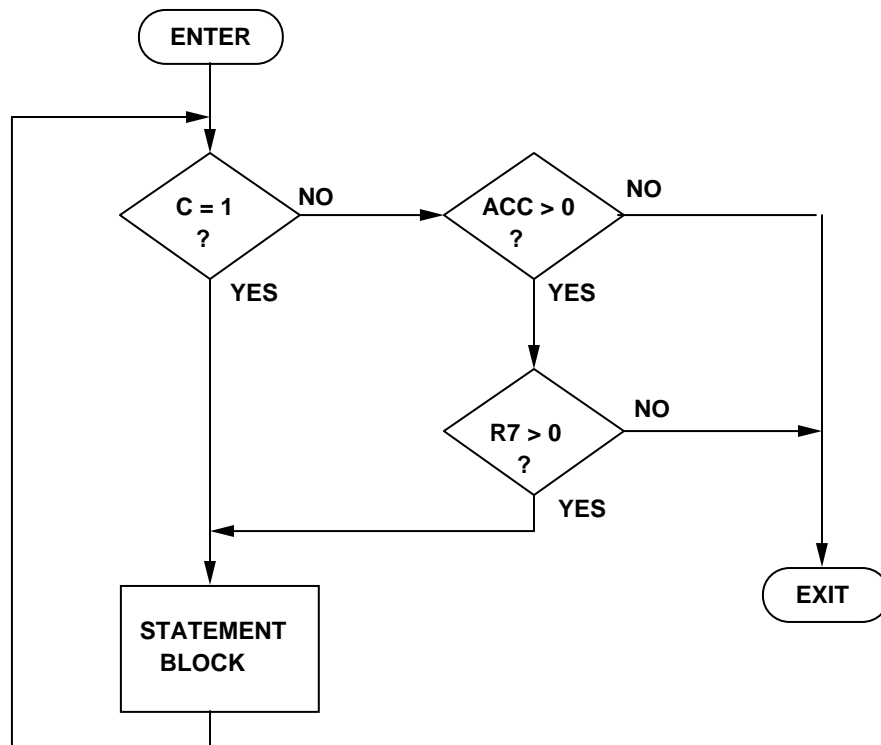 ENTER
C = 1
?
NO
YES
ACC > 0
?
NO
YES
R7 > 0
?
NO
YES
STATEMENT
BLOCK
EXIT